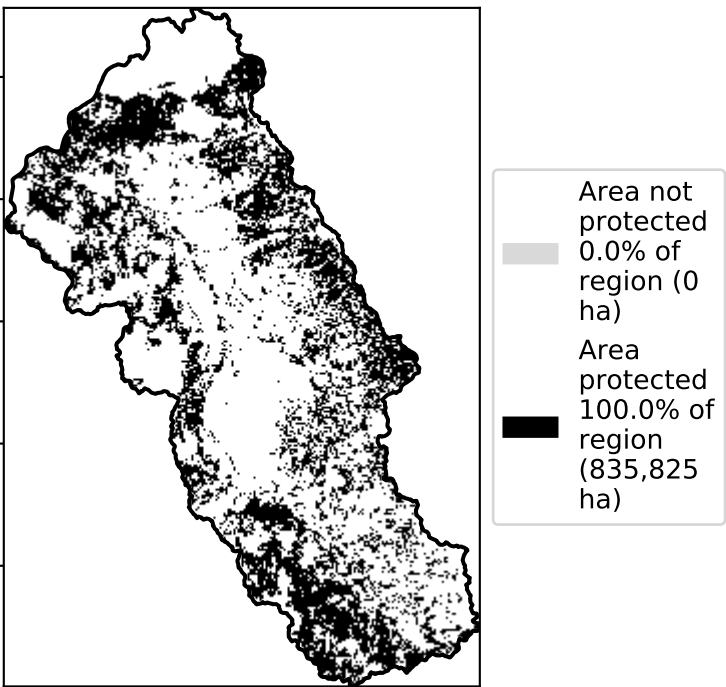 Area not
protected
0.0% of
region (0
ha)
Area
protected
100.0% of
region
(835,825
ha)